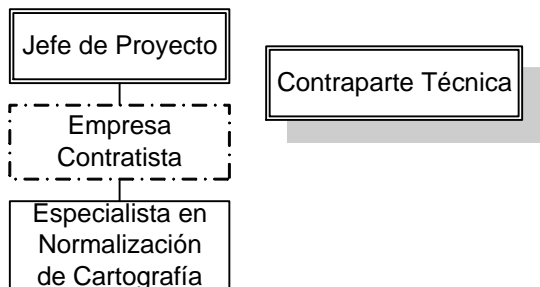 Jefe de Proyecto
Contraparte Técnica
Empresa
Contratista
Especialista en
Normalización
de Cartografía